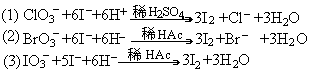 (1) ClO₃⁻+6I⁻+6H⁺ 稀H₂SO₄ 3I₂ +Cl⁻+3H₂O
(2) BrO₃⁻+6I⁻+6H⁻ 稀HAc 3I₂+Br⁻ +3H₂O
(3) IO₃⁻+5I⁻+6H⁻ 稀HAc 3I₂+3H₂O